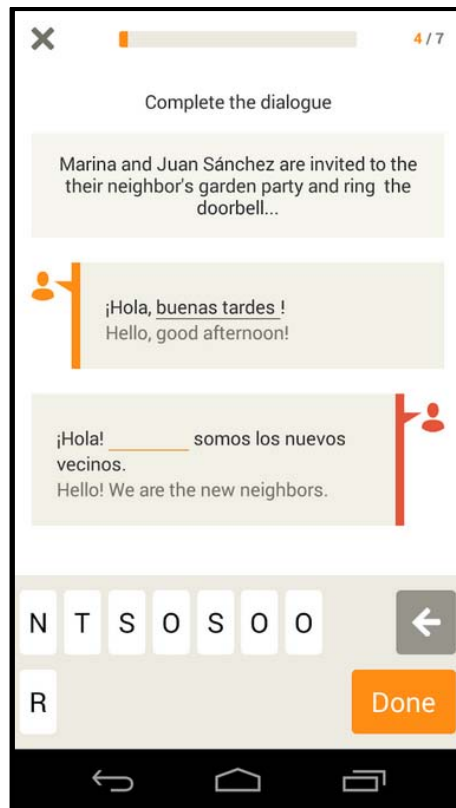 4 / 7
Complete the dialogue
Marina and Juan Sánchez are invited to the
their neighbor's garden party and ring the
doorbell...
¡Hola, buenas tardes !
Hello, good afternoon!
¡Hola! ________ somos los nuevos
vecinos.
Hello! We are the new neighbors.
N T S O S O O
R Done